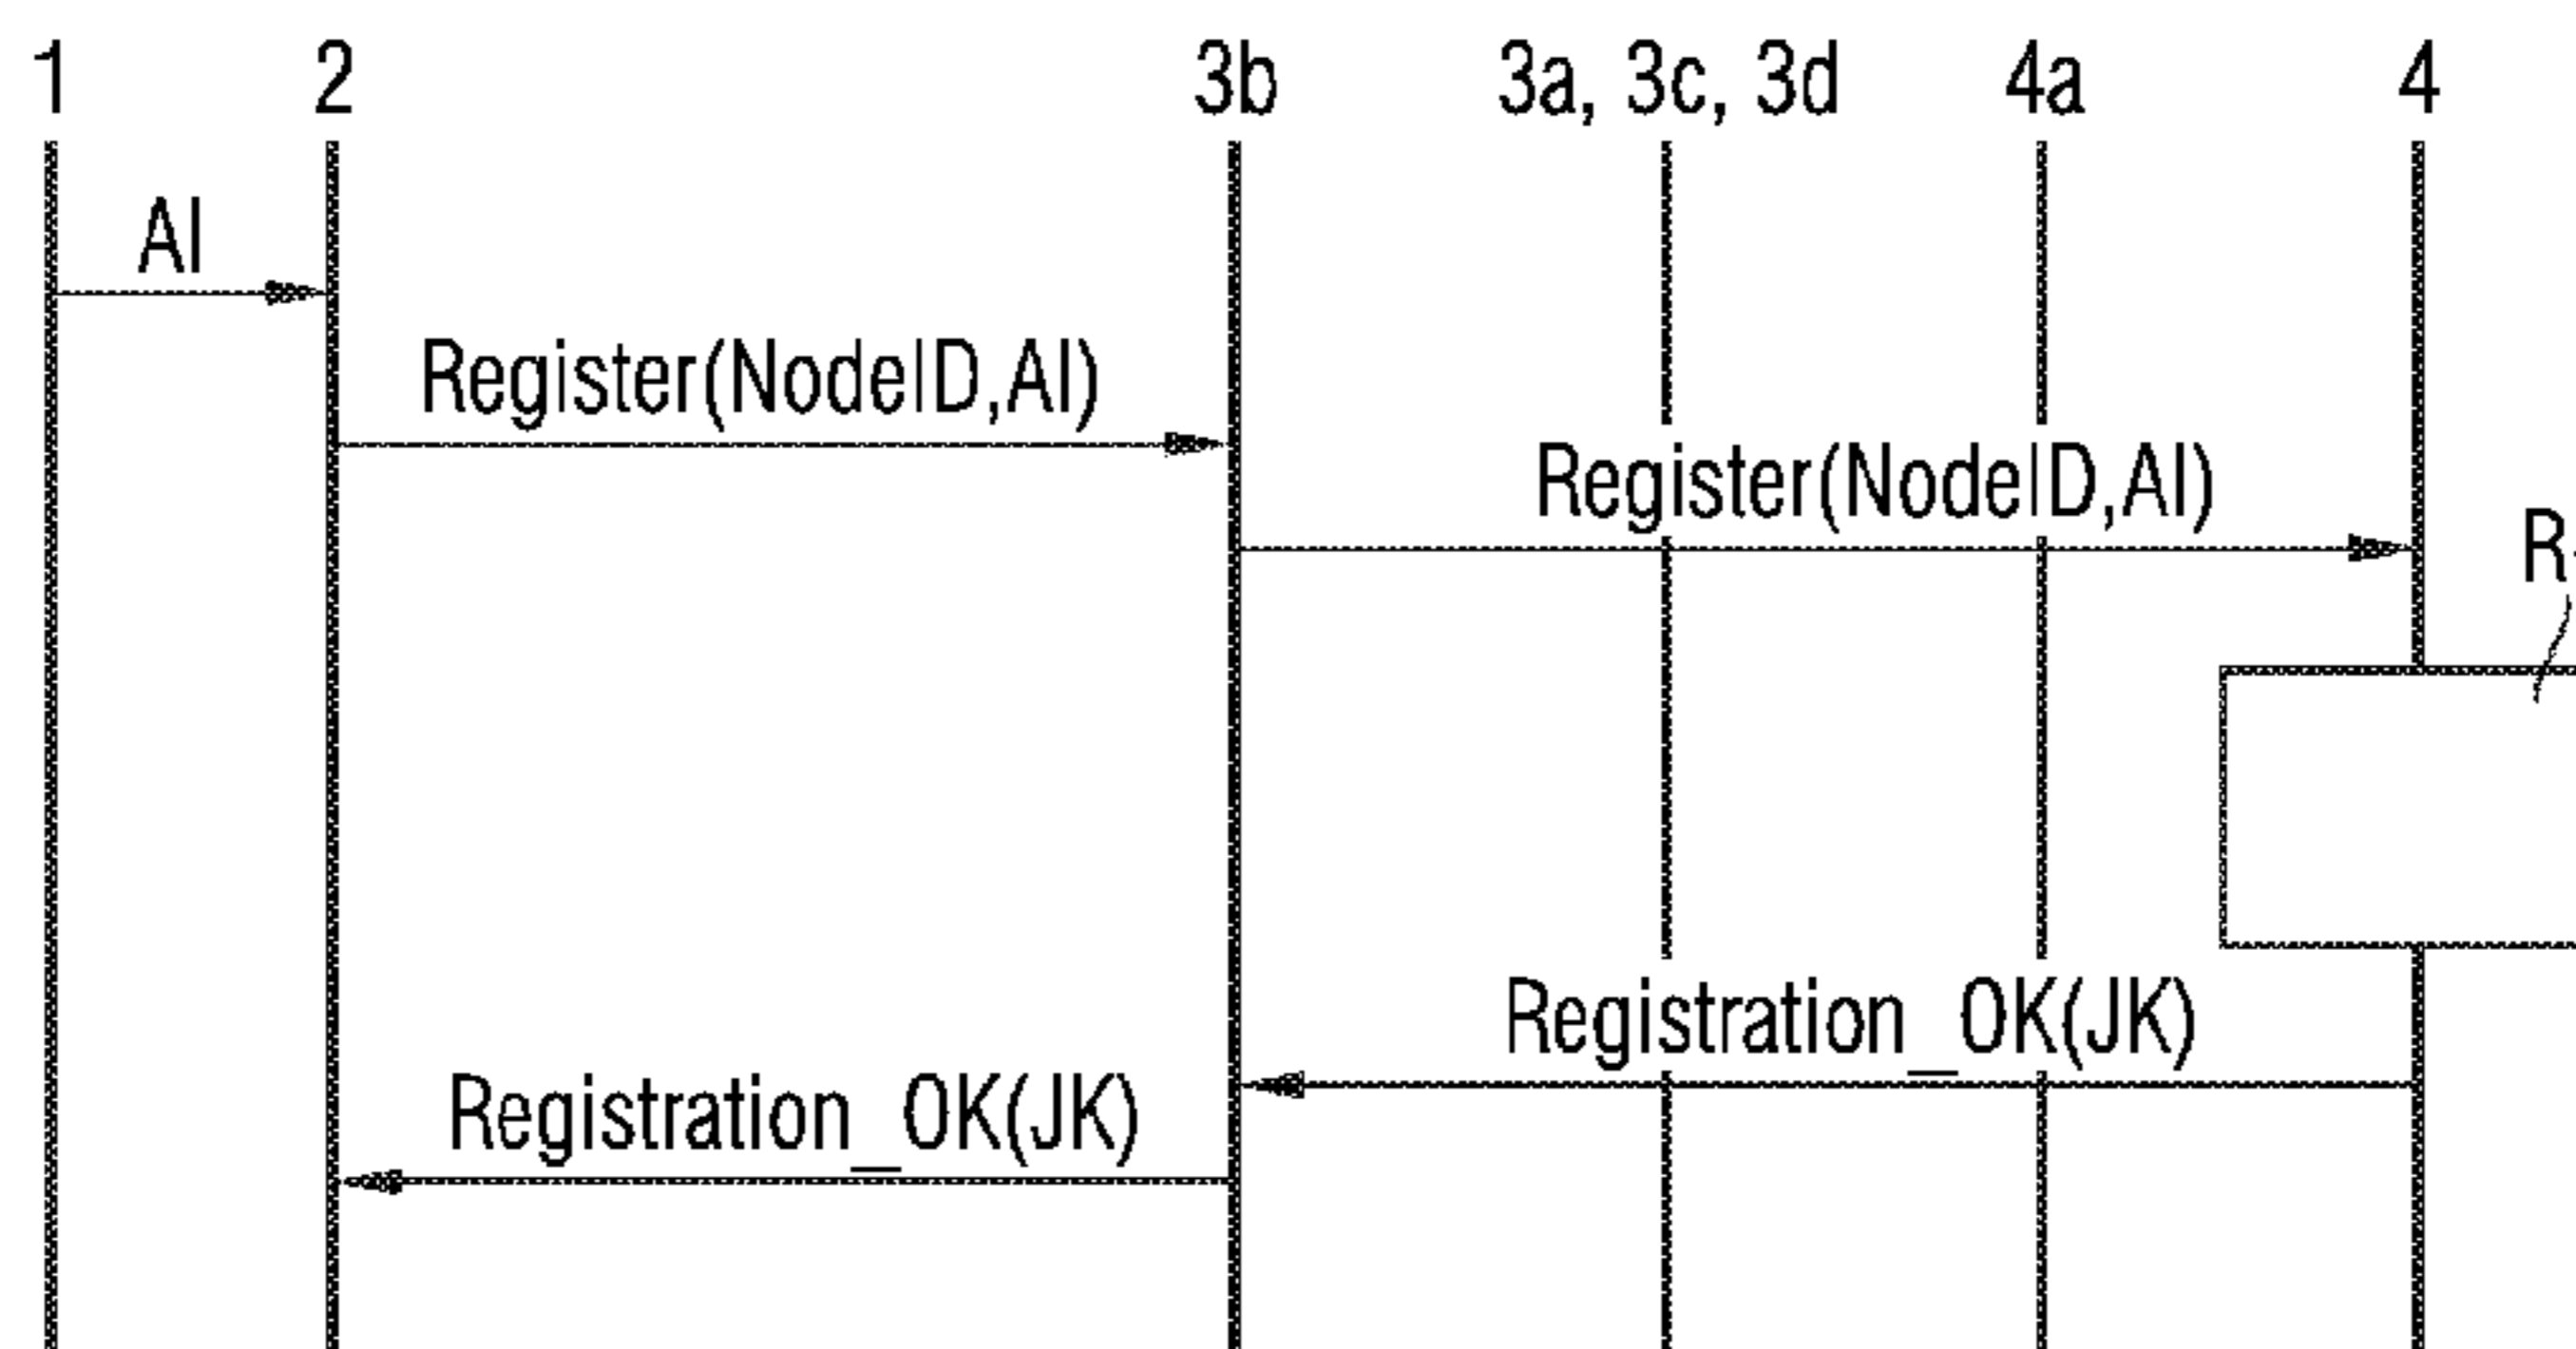 1 2 3b 3a, 3c, 3d 4a 4
AI
Register(NodeID,AI)
Register(NodeID,AI)
Registration_OK(JK)
Registration_OK(JK)